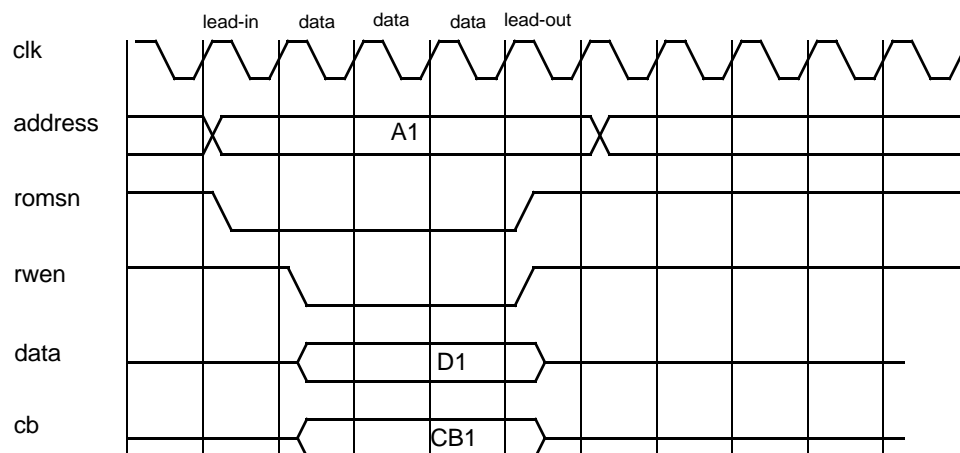 lead-in data data data lead-out
clk
address A1
romsn
rwen
data D1
cb CB1